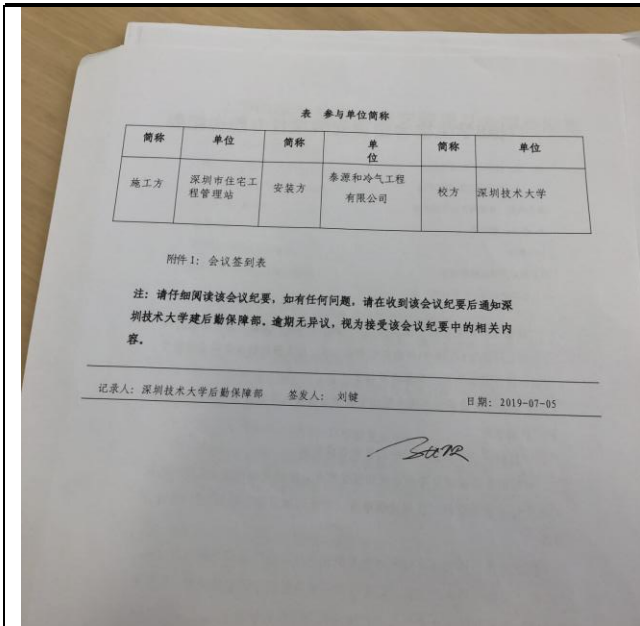 表 参与单位简称
简称 单位 简称 单位 简称 单位
施工方 深圳市住宅工程管理站 安装方 泰源和冷气工程有限公司 校方 深圳技术大学
附件1：会议签到表
注：请仔细阅读该会议纪要，如有任何问题，请在收到该会议纪要后通知深
圳技术大学建后勤保障部。逾期无异议，视为接受该会议纪要中的相关内
容。
记录人：深圳技术大学后勤保障部 签发人： 刘键 日期：2019-07-05